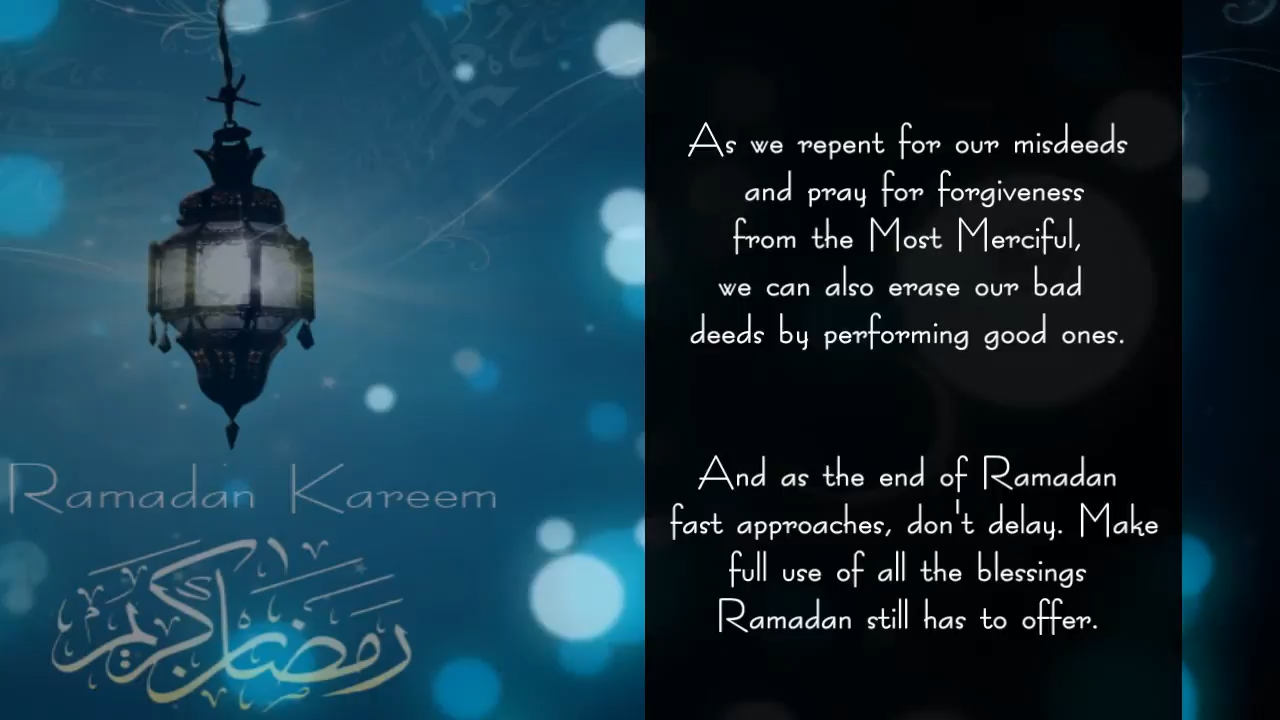 Ramadan Kareem
رمضان كريم
As we repent for our misdeeds
and pray for forgiveness
from the Most Merciful,
we can also erase our bad
deeds by performing good ones.
And as the end of Ramadan
fast approaches, don't delay. Make
full use of all the blessings
Ramadan still has to offer.